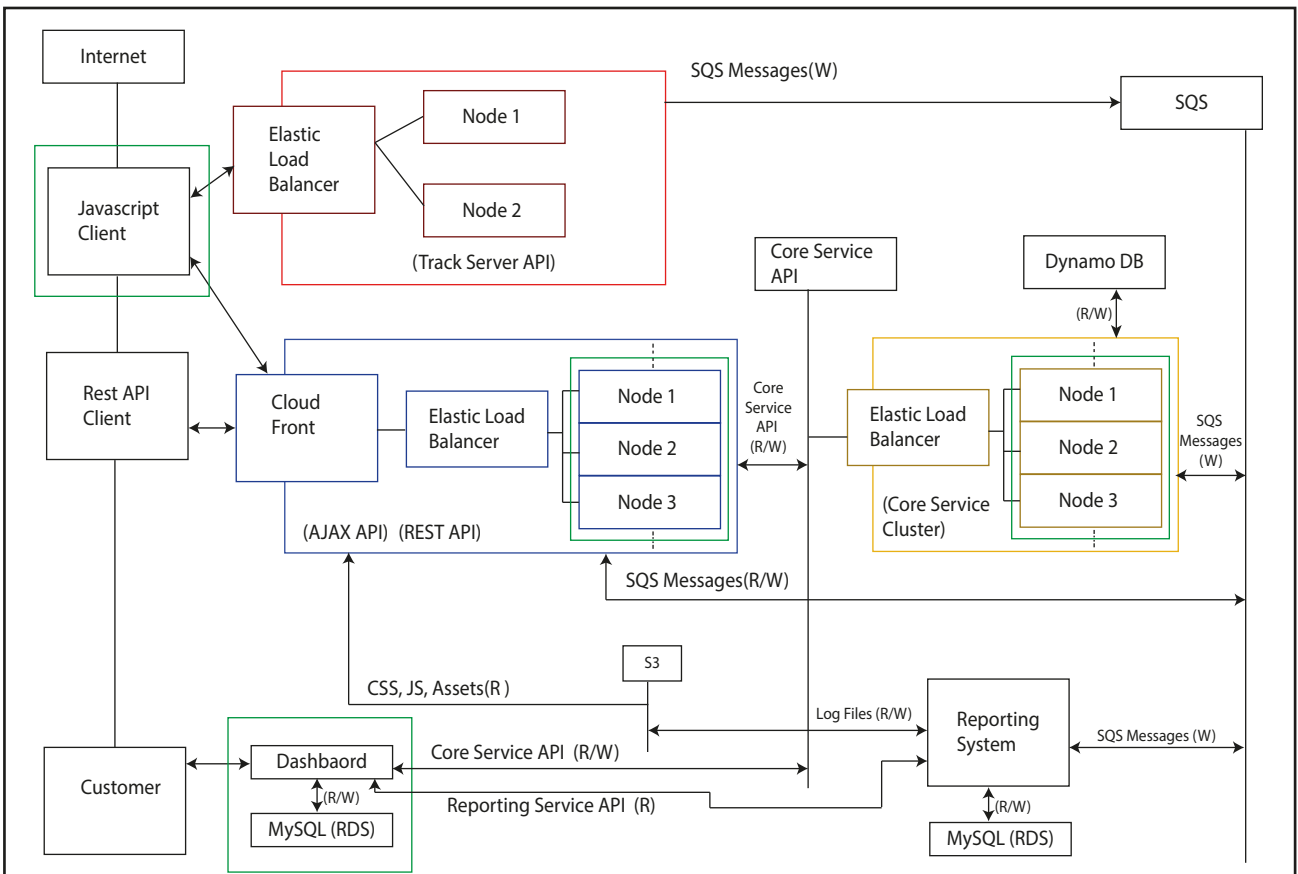 Internet
SQS Messages(W)
SQS
Elastic
Load
Balancer
Node 1
Node 2
(Track Server API)
Javascript
Client
Core Service
API
Dynamo DB
(R/W)
Rest API
Client
Cloud
Front
Elastic Load
Balancer
Node 1
Node 2
Node 3
(AJAX API) (REST API)
Core
Service
API
(R/W)
Elastic Load
Balancer
Node 1
Node 2
Node 3
(Core Service
Cluster)
SQS
Messages
(W)
SQS Messages(R/W)
S3
CSS, JS, Assets(R )
Log Files (R/W)
Reporting
System
SQS Messages (W)
Customer
Dashbaord
Core Service API (R/W)
(R/W)
Reporting Service API (R)
MySQL (RDS)
(R/W)
MySQL (RDS)